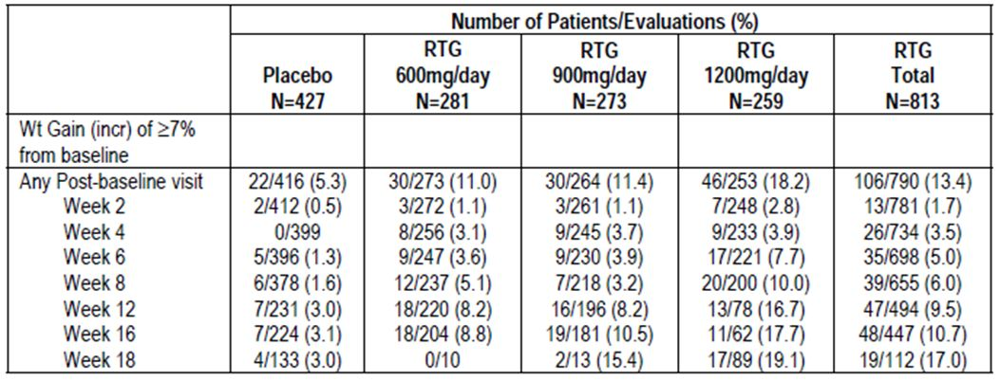 Number of Patients/Evaluations (%)
Placebo
N=427
RTG
600mg/day
N=281
RTG
900mg/day
N=273
RTG
1200mg/day
N=259
RTG
Total
N=813
Wt Gain (incr) of ≥7%
from baseline
Any Post-baseline visit 22/416 (5.3) 30/273 (11.0) 30/264 (11.4) 46/253 (18.2) 106/790 (13.4)
Week 2 2/412 (0.5) 3/272 (1.1) 3/261 (1.1) 7/248 (2.8) 13/781 (1.7)
Week 4 0/399 8/256 (3.1) 9/245 (3.7) 9/233 (3.9) 26/734 (3.5)
Week 6 5/396 (1.3) 9/247 (3.6) 9/230 (3.9) 17/221 (7.7) 35/698 (5.0)
Week 8 6/378 (1.6) 12/237 (5.1) 7/218 (3.2) 20/200 (10.0) 39/655 (6.0)
Week 12 7/231 (3.0) 18/220 (8.2) 16/196 (8.2) 13/78 (16.7) 47/494 (9.5)
Week 16 7/224 (3.1) 18/204 (8.8) 19/181 (10.5) 11/62 (17.7) 48/447 (10.7)
Week 18 4/133 (3.0) 0/10 2/13 (15.4) 17/89 (19.1) 19/112 (17.0)